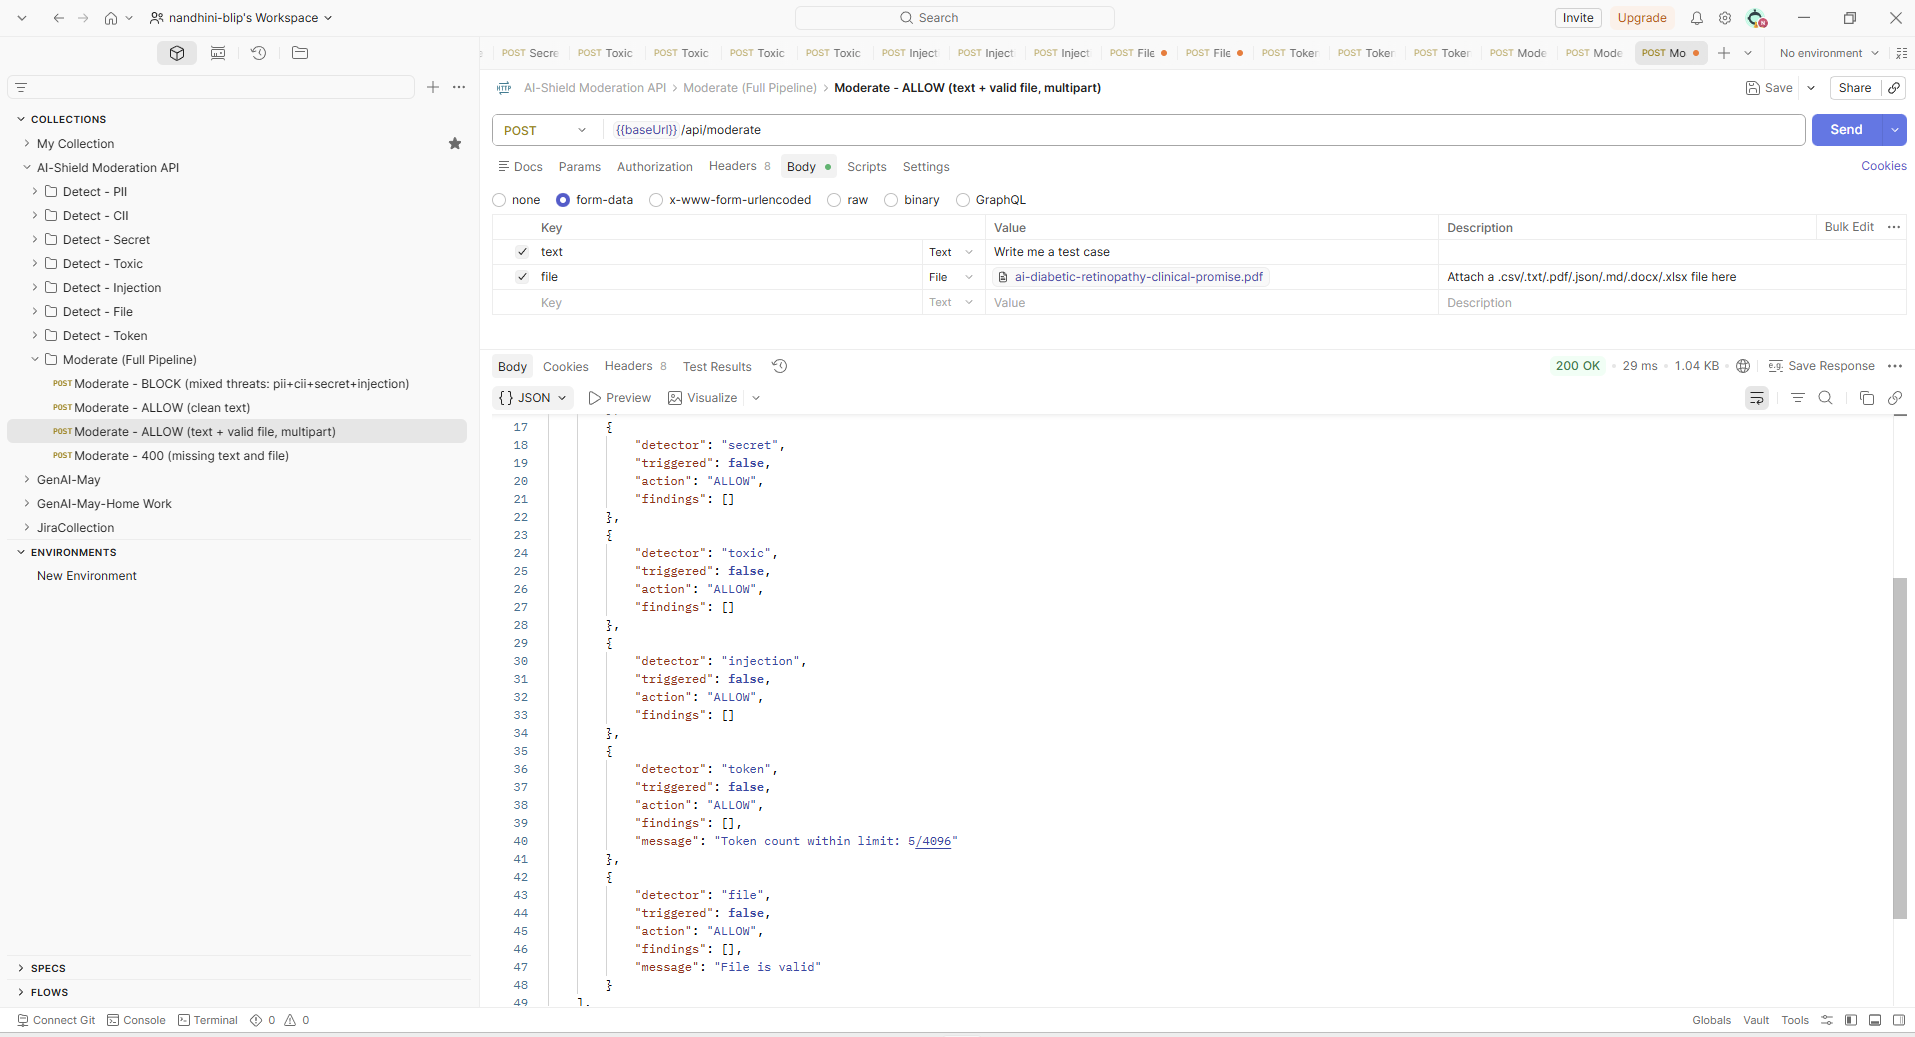 nandhini-blip's Workspace
Search
Invite
Upgrade
POST Secre
POST Toxic
POST Toxic
POST Toxic
POST Toxic
POST Inject
POST Inject
POST Inject
POST File
POST File
POST Token
POST Token
POST Token
POST Mode
POST Mode
POST Mo
No environment
COLLECTIONS
My Collection
AI-Shield Moderation API
Detect - PII
Detect - CII
Detect - Secret
Detect - Toxic
Detect - Injection
Detect - File
Detect - Token
Moderate (Full Pipeline)
POST Moderate - BLOCK (mixed threats: pii+cii+secret+injection)
POST Moderate - ALLOW (clean text)
POST Moderate - ALLOW (text + valid file, multipart)
POST Moderate - 400 (missing text and file)
GenAI-May
GenAI-May-Home Work
JiraCollection
ENVIRONMENTS
New Environment
SPECS
FLOWS
HTTP AI-Shield Moderation API > Moderate (Full Pipeline) > Moderate - ALLOW (text + valid file, multipart)
Save
Share
POST {{baseUrl}} /api/moderate
Send
Docs Params Authorization Headers 8 Body Scripts Settings
Cookies
none form-data x-www-form-urlencoded raw binary GraphQL
Key Value Description Bulk Edit
text Text Write me a test case
file File ai-diabetic-retinopathy-clinical-promise.pdf Attach a .csv/.txt/.pdf/.json/.md/.docx/.xlsx file here
Key Text Value Description
Body Cookies Headers 8 Test Results
200 OK 29 ms 1.04 KB e.g. Save Response
{} JSON Preview Visualize
17 {
18 "detector": "secret",
19 "triggered": false,
20 "action": "ALLOW",
21 "findings": []
22 },
23 {
24 "detector": "toxic",
25 "triggered": false,
26 "action": "ALLOW",
27 "findings": []
28 },
29 {
30 "detector": "injection",
31 "triggered": false,
32 "action": "ALLOW",
33 "findings": []
34 },
35 {
36 "detector": "token",
37 "triggered": false,
38 "action": "ALLOW",
39 "findings": [],
40 "message": "Token count within limit: 5/4096"
41 },
42 {
43 "detector": "file",
44 "triggered": false,
45 "action": "ALLOW",
46 "findings": [],
47 "message": "File is valid"
48 }
49 ],
Connect Git Console Terminal 0 0
Globals Vault Tools